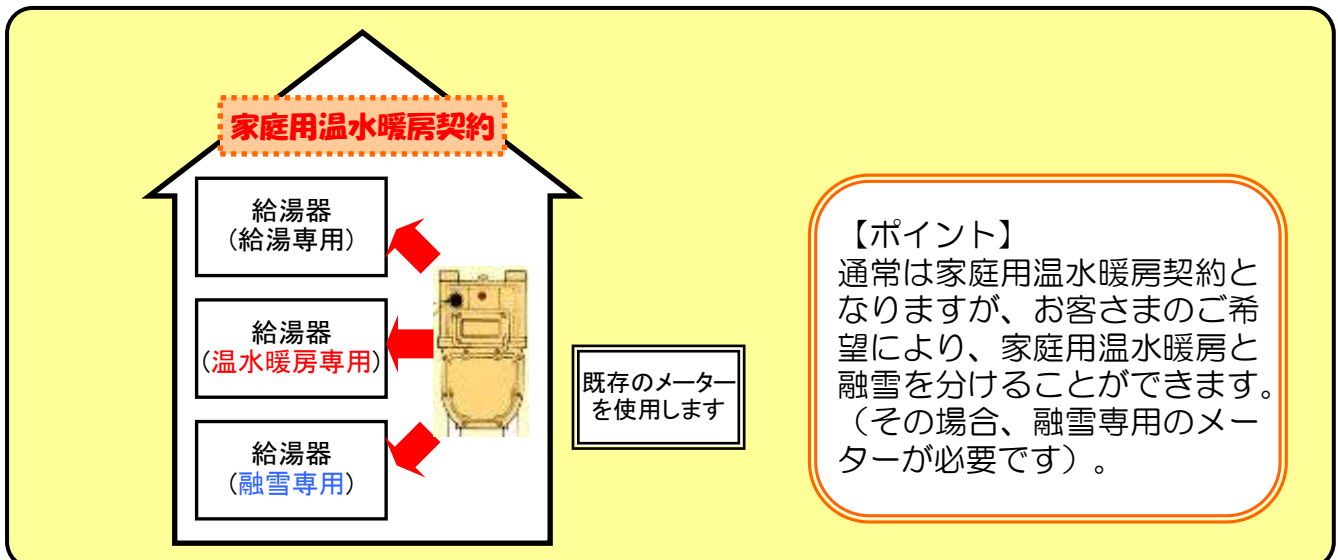 家庭用温水暖房契約
給湯器
(給湯専用)
給湯器
(温水暖房専用)
給湯器
(融雪専用)
既存のメーター
を使用します
【ポイント】
通常は家庭用温水暖房契約と
なりますが、お客さまのご希
望により、家庭用温水暖房と
融雪を分けることができます。
（その場合、融雪専用のメー
ターが必要です）。